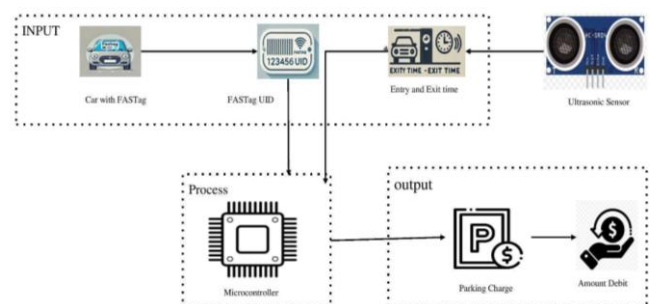 INPUT
123456 UID
EXITY TIME - EXIT TIME
HC-SR04
Car with FASTag
FASTag UID
Entry and Exit time
Ultrasonic Sensor
Process
output
P
$
$
Microcontroller
Parking Charge
Amount Debit